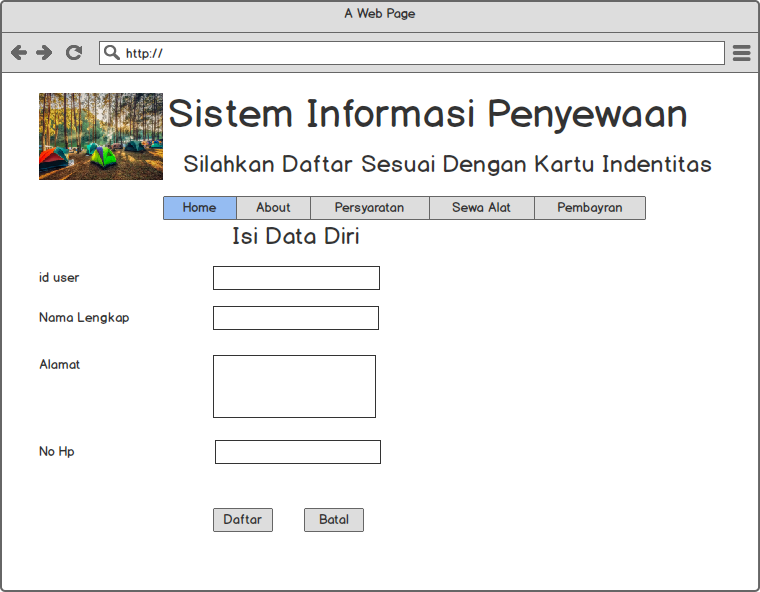 A Web Page
http://
Sistem Informasi Penyewaan
Silahkan Daftar Sesuai Dengan Kartu Indentitas
Home About Persyaratan Sewa Alat Pembayran
Isi Data Diri
id user
Nama Lengkap
Alamat
No Hp
Daftar Batal